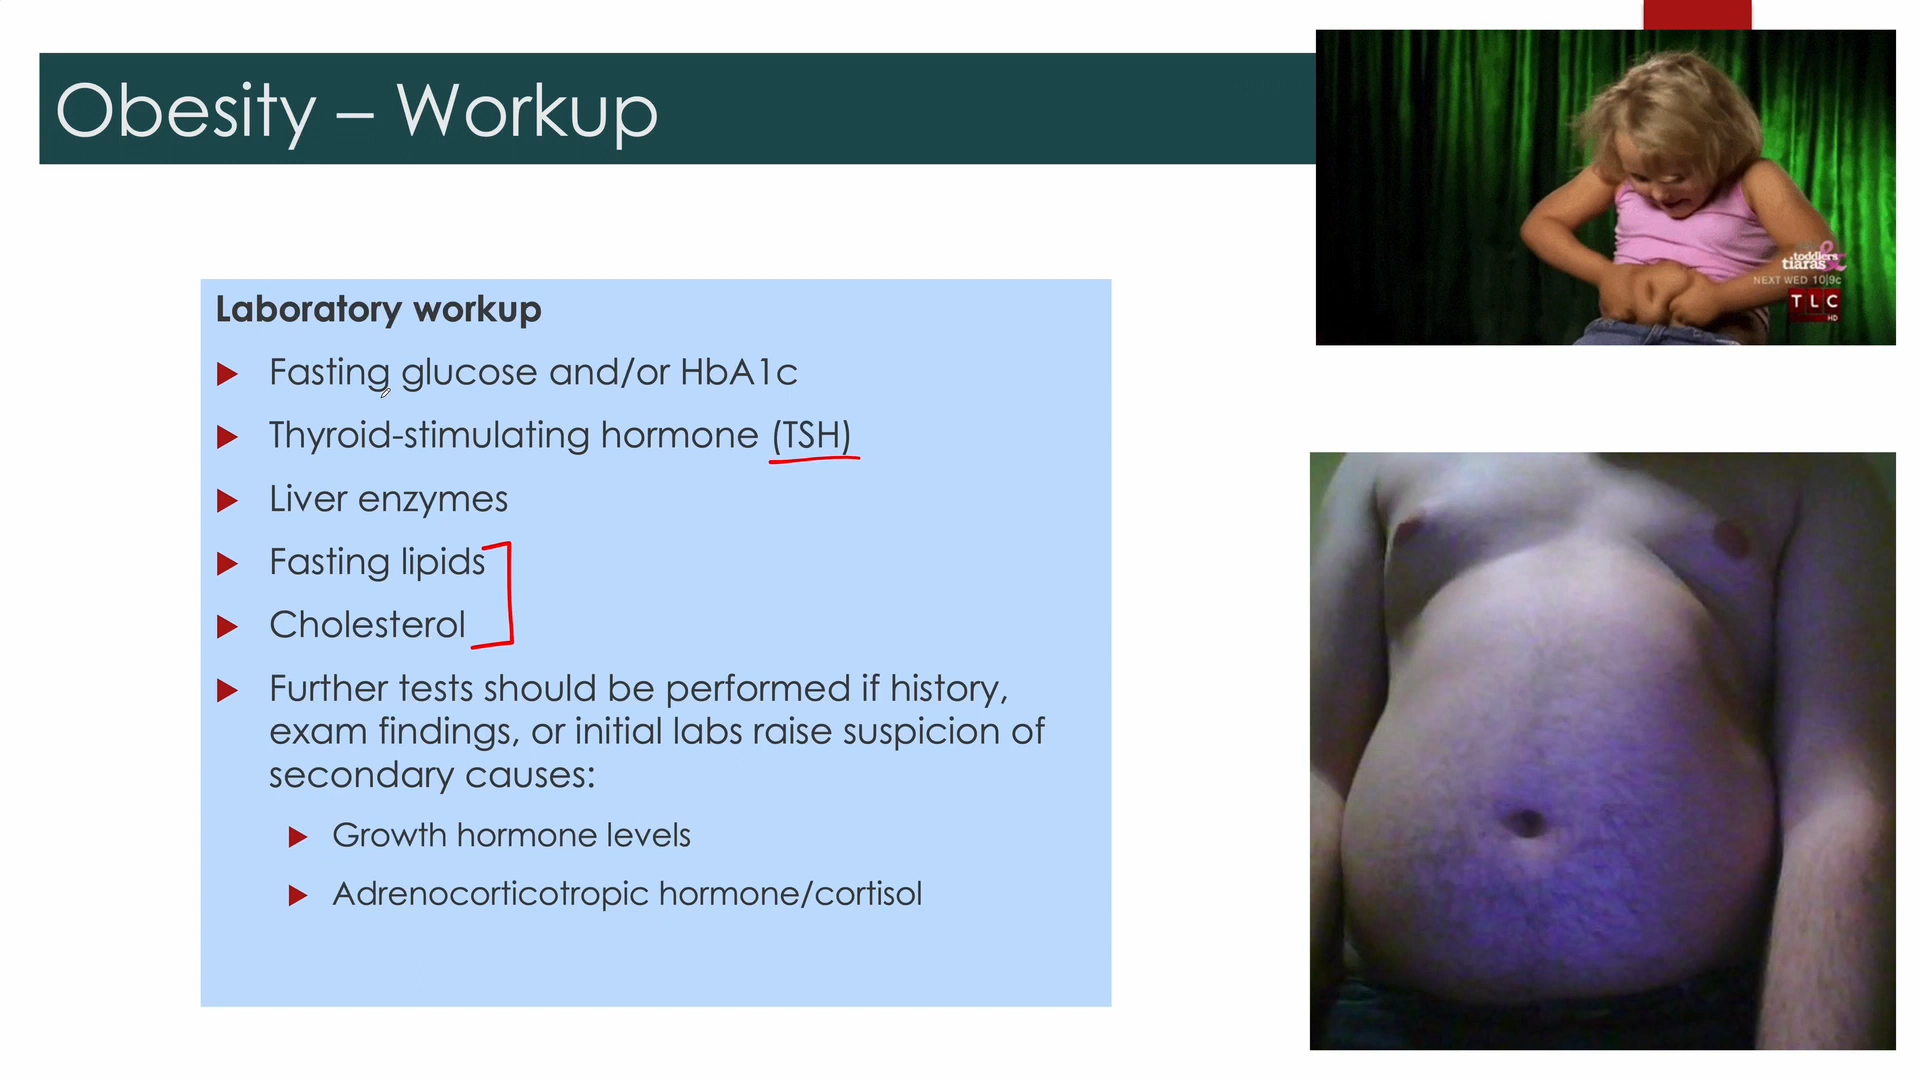 Obesity – Workup
Laboratory workup
Fasting glucose and/or HbA1c
Thyroid-stimulating hormone (TSH)
Liver enzymes
Fasting lipids
Cholesterol
Further tests should be performed if history,
exam findings, or initial labs raise suspicion of
secondary causes:
Growth hormone levels
Adrenocorticotropic hormone/cortisol
toddlers &
tiaras
NEXT WED 10|9c
TLC
HD